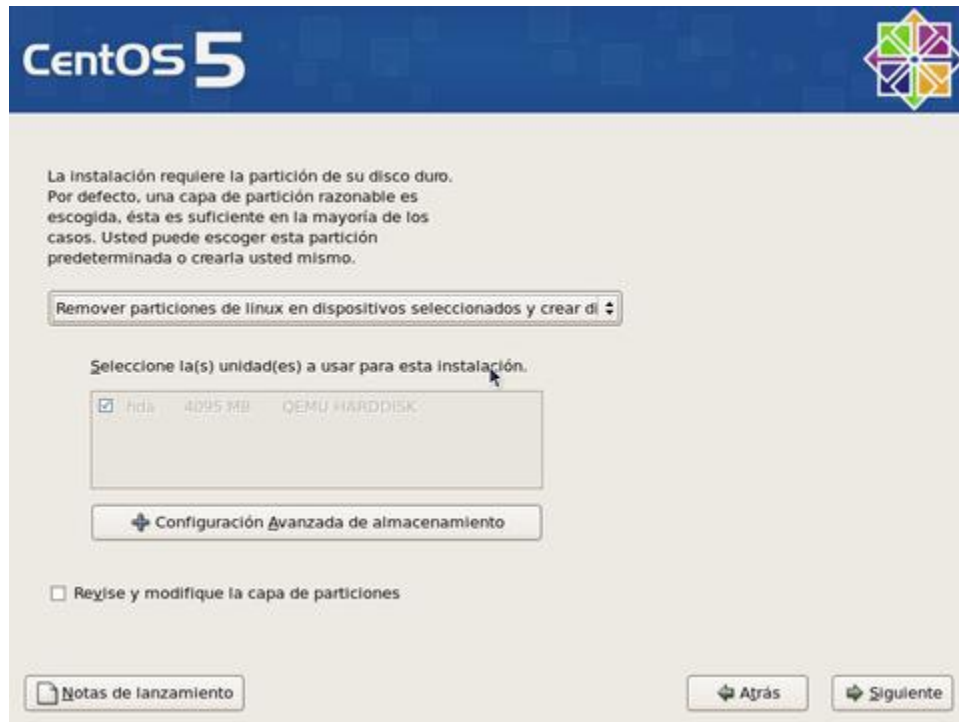 CentOS 5
La instalación requiere la partición de su disco duro.
Por defecto, una capa de partición razonable es
escogida, ésta es suficiente en la mayoría de los
casos. Usted puede escoger esta partición
predeterminada o crearla usted mismo.
Remover particiones de linux en dispositivos seleccionados y crear di
Seleccione la(s) unidad(es) a usar para esta instalación.
hda 4095 MB QEMU HARDDISK
Configuración Avanzada de almacenamiento
Revise y modifique la capa de particiones
Notas de lanzamiento
Atrás
Siguiente